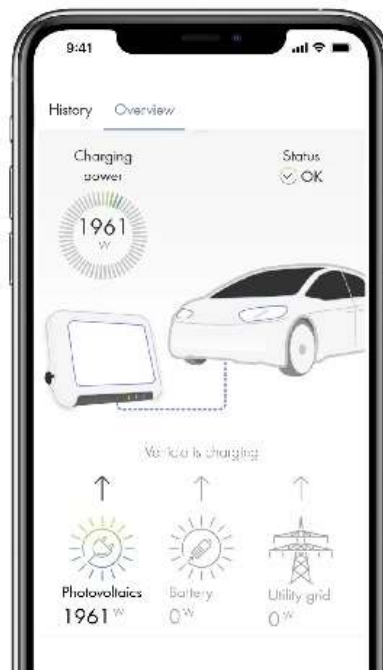 9:41
History Overview
Charging power
Status
OK
1961
W
Vehicle is charging
Photovoltaics
1961 W
Battery
0 W
Utility grid
0 W